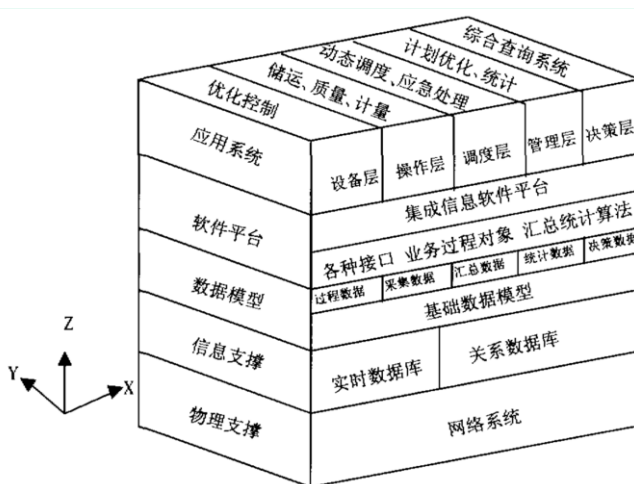 综合查询系统
计划优化、统计
动态调度、应急处理
储运、质量、计量
优化控制
应用系统
设备层
操作层
调度层
管理层
决策层
软件平台
集成信息软件平台
各种接口 业务过程对象 汇总统计算法
数据模型
过程数据
采集数据
汇总数据
统计数据
决策数据
基础数据模型
信息支撑
实时数据库
关系数据库
物理支撑
网络系统
Z
Y
X